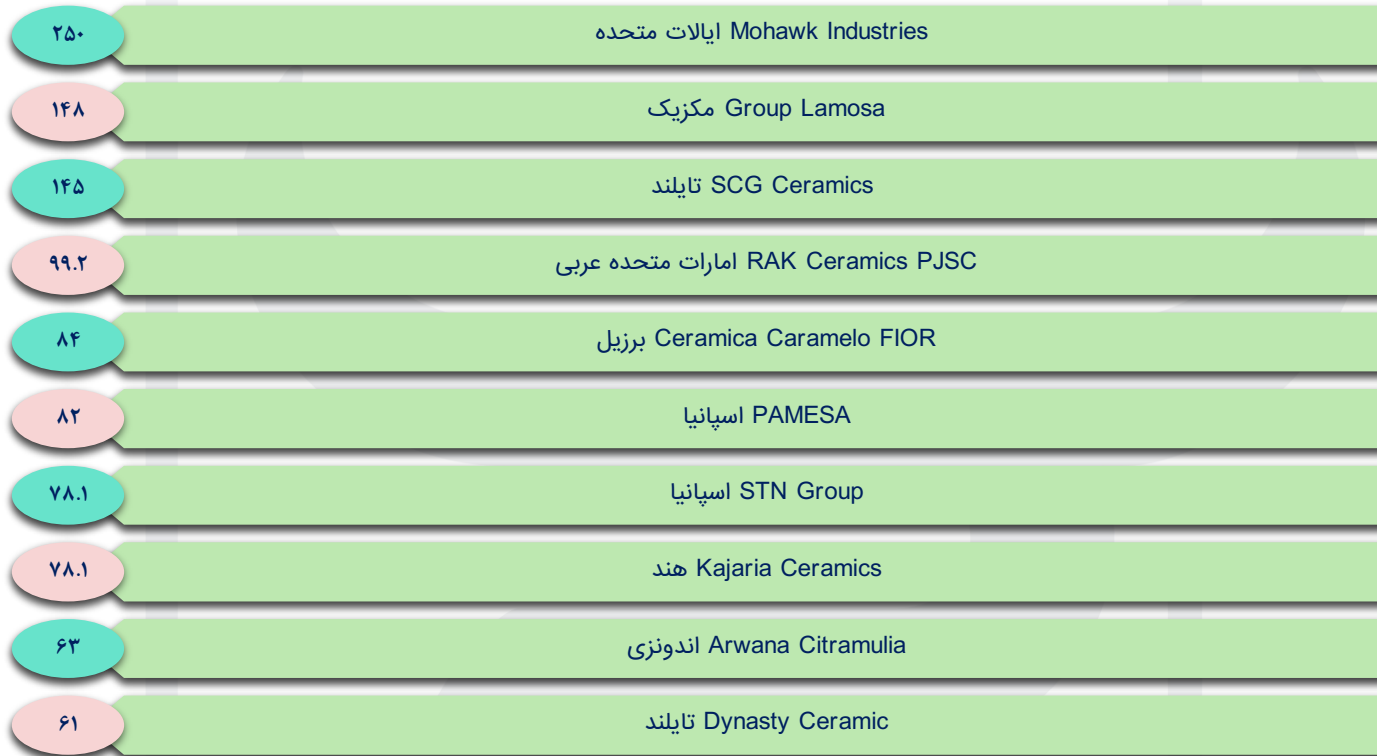 ۲۵۰ Mohawk Industries ایالات متحده
۱۴۸ Group Lamosa مکزیک
۱۴۵ SCG Ceramics تایلند
۹۹.۲ RAK Ceramics PJSC امارات متحده عربی
۸۴ Ceramica Caramelo FIOR برزیل
۸۲ PAMESA اسپانیا
۷۸.۱ STN Group اسپانیا
۷۸.۱ Kajaria Ceramics هند
۶۳ Arwana Citramulia اندونزی
۶۱ Dynasty Ceramic تایلند